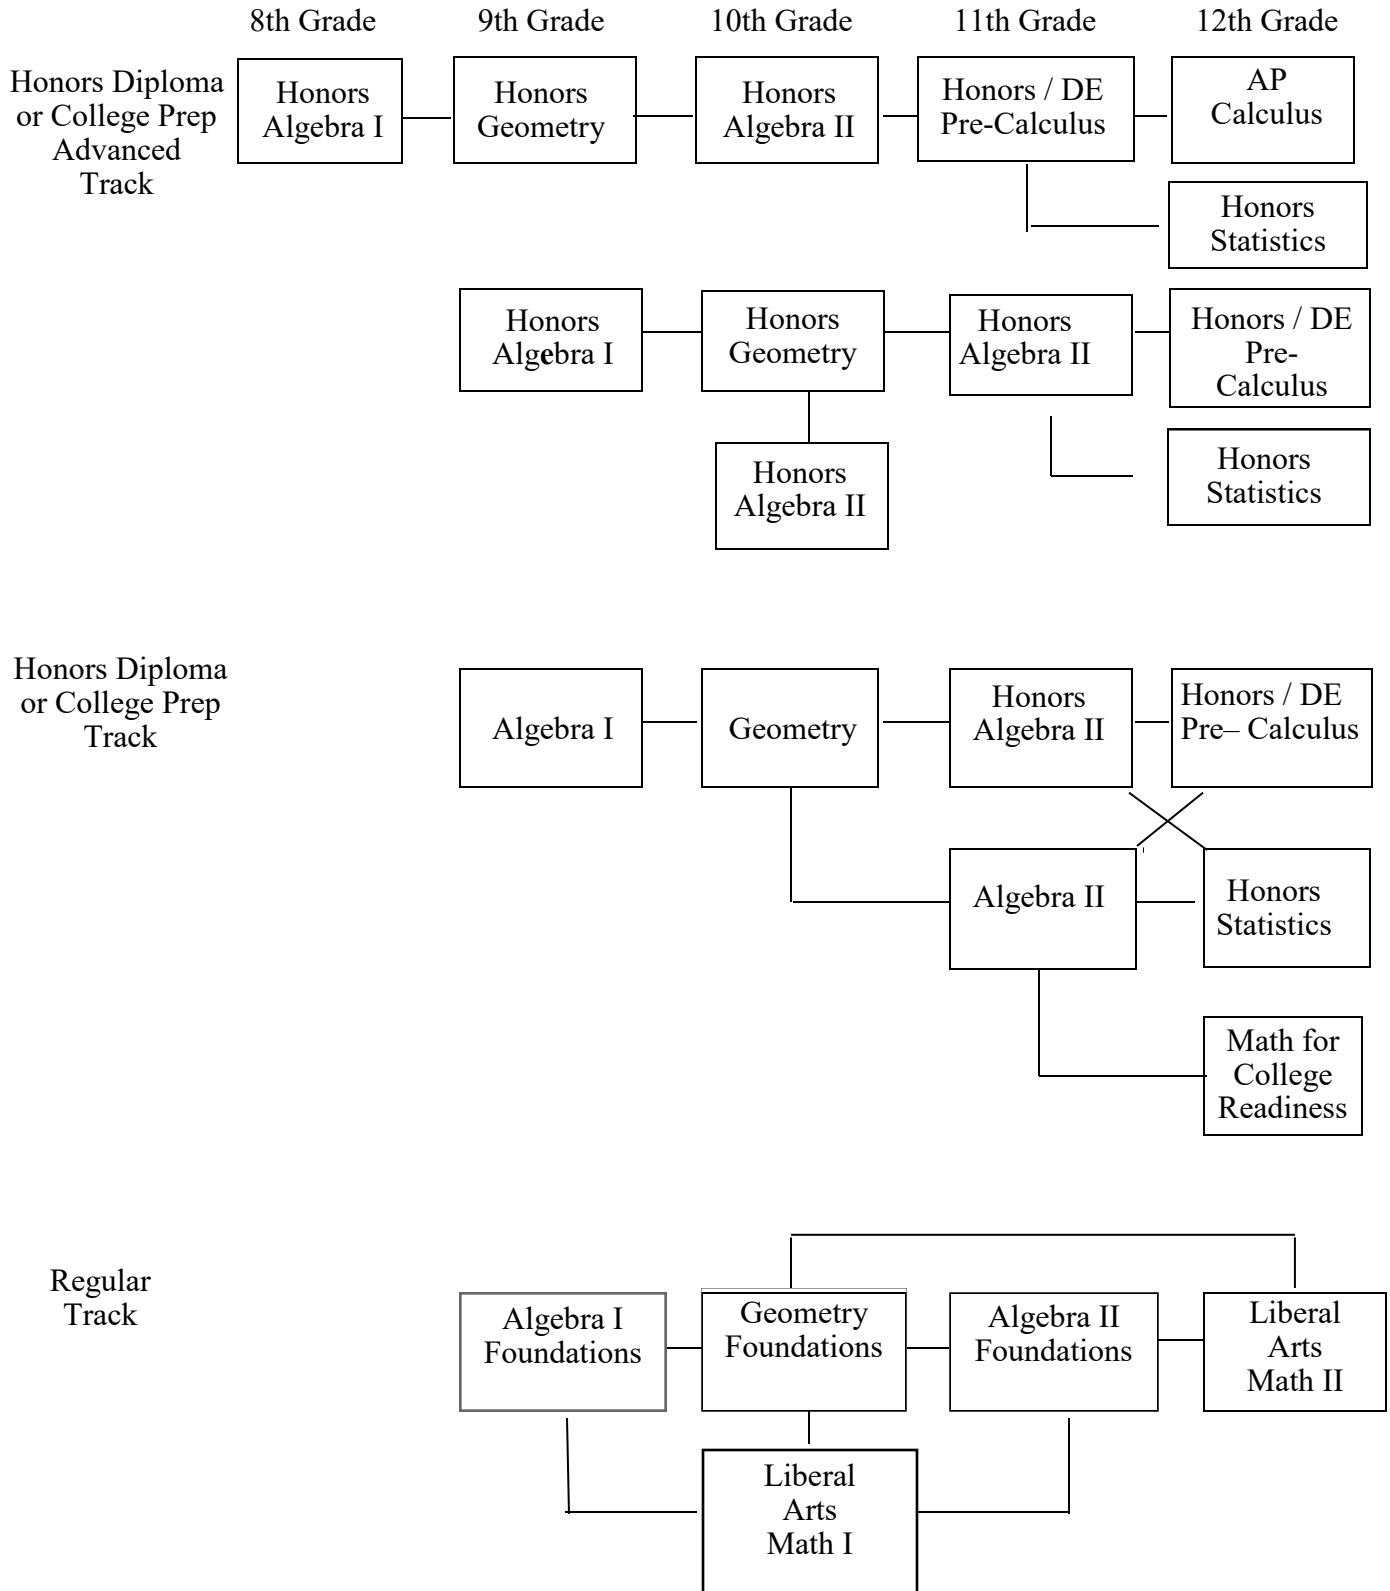 8th Grade 9th Grade 10th Grade 11th Grade 12th Grade
Honors Diploma
or College Prep
Advanced
Track
Honors
Algebra I
Honors
Geometry
Honors
Algebra II
Honors / DE
Pre-Calculus
AP
Calculus
Honors
Statistics
Honors
Algebra I
Honors
Geometry
Honors
Algebra II
Honors / DE
Pre-
Calculus
Honors
Algebra II
Honors
Statistics
Honors Diploma
or College Prep
Track
Algebra I
Geometry
Honors
Algebra II
Honors / DE
Pre– Calculus
Algebra II
Honors
Statistics
Math for
College
Readiness
Regular
Track
Algebra I
Foundations
Geometry
Foundations
Algebra II
Foundations
Liberal
Arts
Math II
Liberal
Arts
Math I